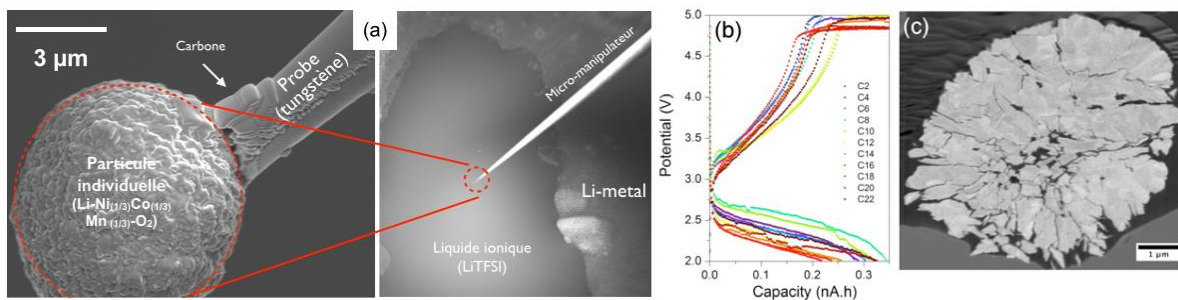 3 µm
Carbone
Probe
(tungstène)
Particule
individuelle
(Li-Ni(1/3)Co(1/3)
Mn (1/3)-O2)
(a)
Micro-manipulateur
Li-metal
Liquide ionique
(LiTFSI)
(b)
Potential (V)
5.0
4.5
4.0
3.5
3.0
2.5
2.0
C2
C4
C6
C8
C10
C12
C14
C16
C18
C20
C22
0.0
0.1
0.2
0.3
Capacity (nA.h)
(c)
1 µm